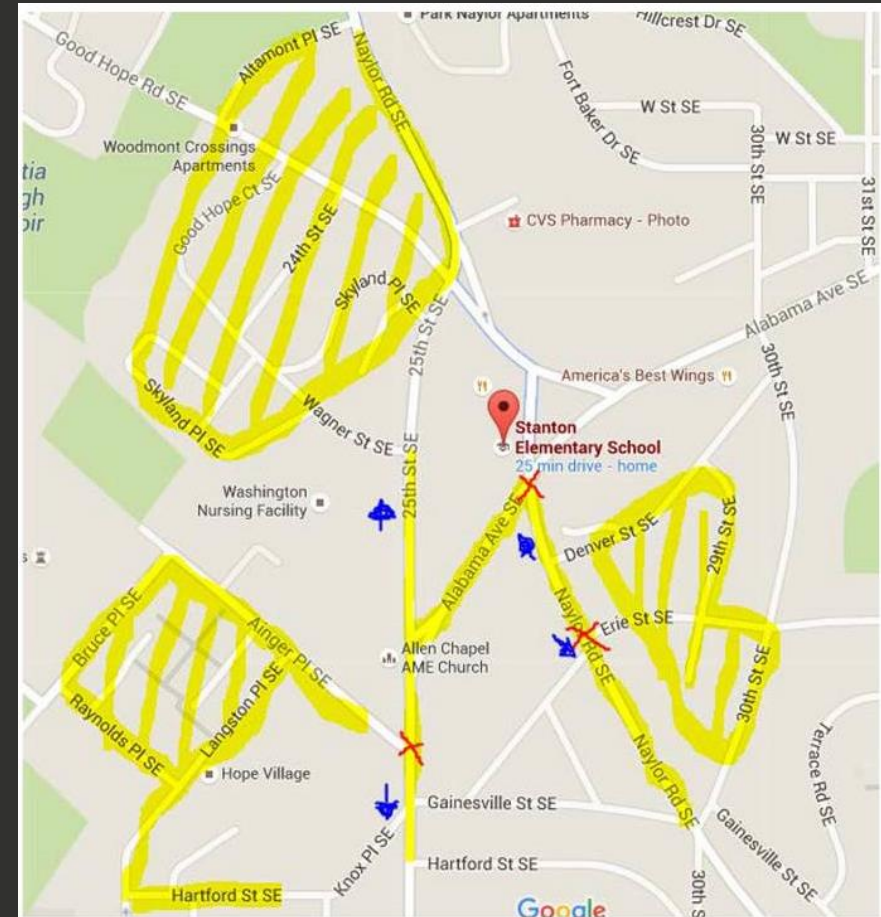 Park Naylor Apartments
Hillcrest Dr SE
Good Hope Rd SE
Altamont Pl SE
Naylor Rd SE
Fort Baker Dr SE
W St SE
30th St SE
W St SE
31st St SE
Woodmont Crossings
Apartments
tia
gh
oir
Good Hope Ct SE
24th St SE
CVS Pharmacy - Photo
Skyland Pl SE
25th St SE
Alabama Ave SE
30th St SE
America's Best Wings
Skyland Pl SE
Wagner St SE
Stanton
Elementary School
25 min drive - home
25th St SE
Washington
Nursing Facility
Alabama Ave SE
Denver St SE
29th St SE
s
Bruce Pl SE
Ainger Pl SE
Naylor Rd SE
Erie St SE
Allen Chapel
AME Church
30th St SE
Raynolds Pl SE
Langston Pl SE
Hope Village
Naylor Rd SE
Terrace Rd SE
Gainesville St SE
Gainesville St SE
Knox Pl SE
Hartford St SE
Hartford St SE
30th S
Google